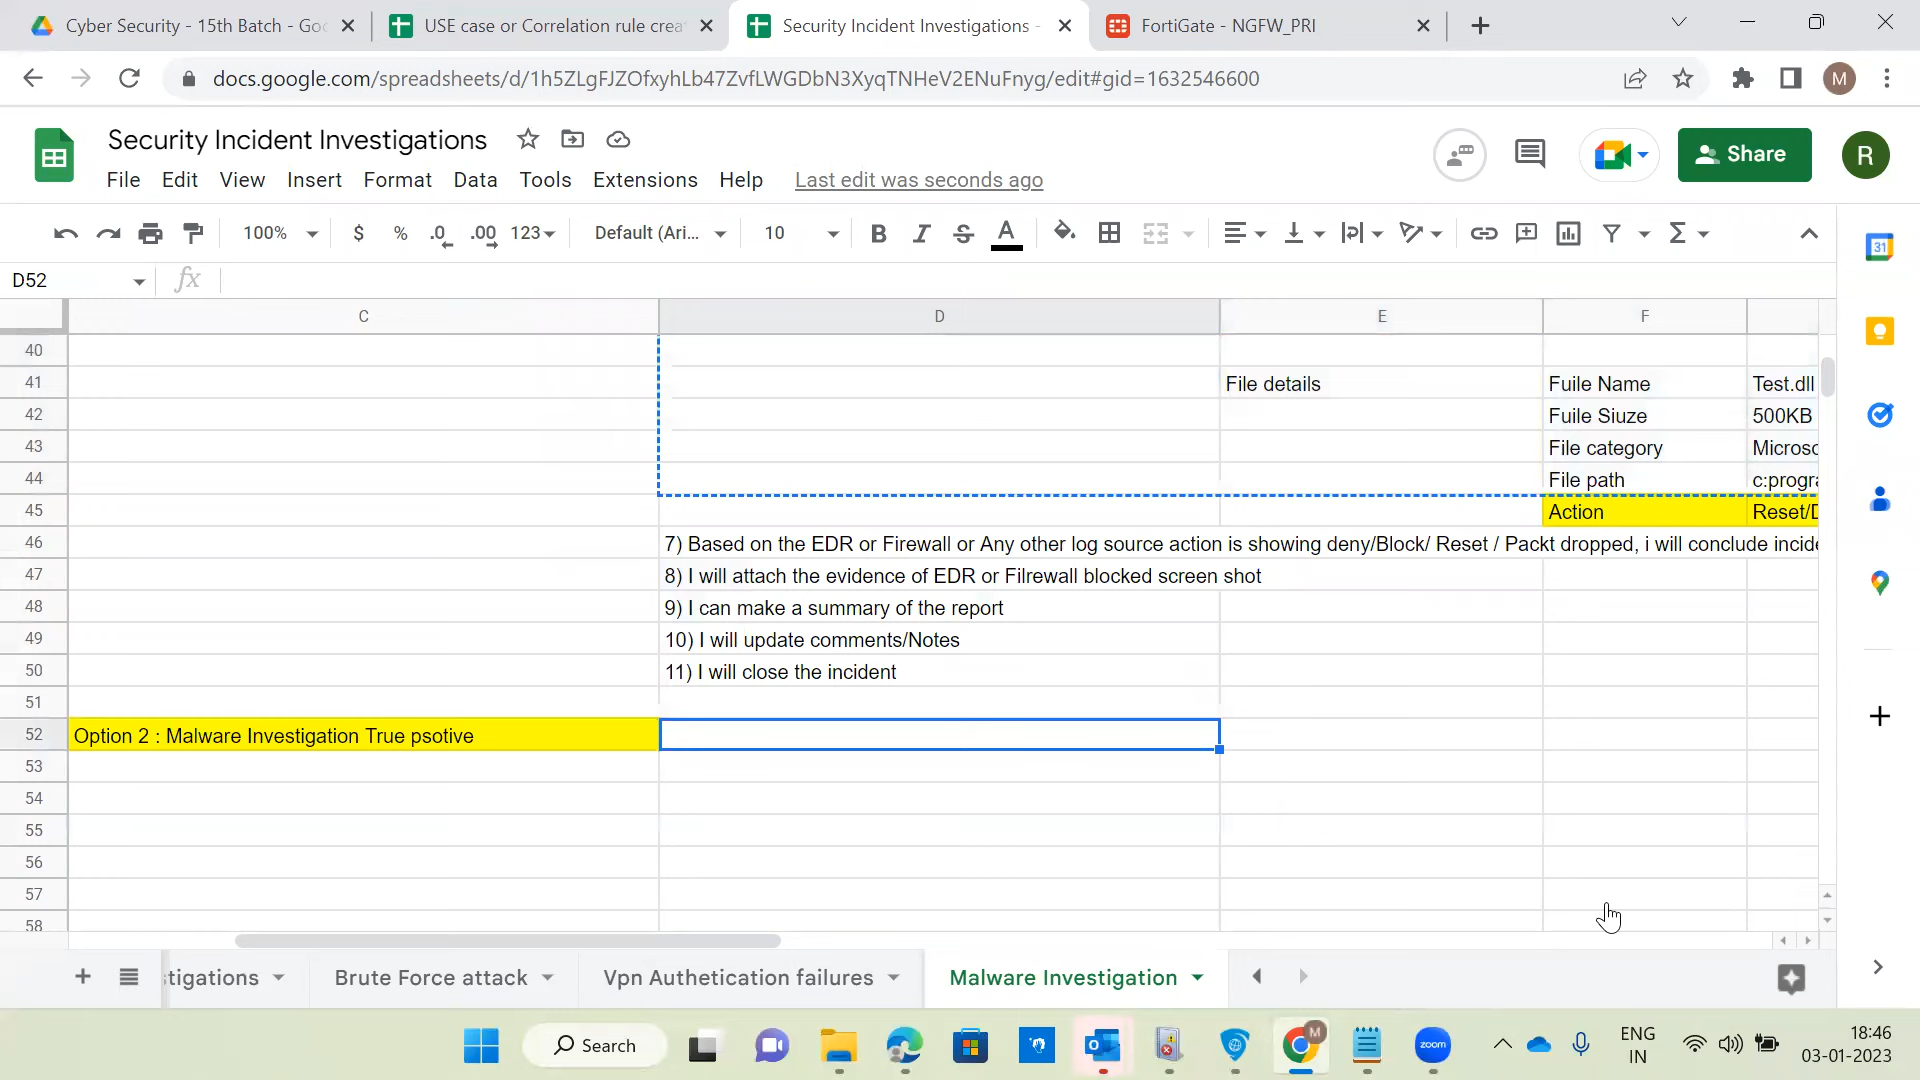 Cyber Security - 15th Batch - Goo
USE case or Correlation rule crea
Security Incident Investigations -
FortiGate - NGFW_PRI
docs.google.com/spreadsheets/d/1h5ZLgFJZOfxyhLb47ZvfLWGDbN3XyqTNHeV2ENuFnyg/edit#gid=1632546600
M
Security Incident Investigations
Share
R
File Edit View Insert Format Data Tools Extensions Help Last edit was seconds ago
100% $ % .0 .00 123 Default (Ari... 10 B I S A
31
D52 fx
C D E F
40
41 File details Fuile Name Test.dll
42 Fuile Siuze 500KB
43 File category Microso
44 File path c:progra
45 Action Reset/D
46 7) Based on the EDR or Firewall or Any other log source action is showing deny/Block/ Reset / Packt dropped, i will conclude incide
47 8) I will attach the evidence of EDR or Filrewall blocked screen shot
48 9) I can make a summary of the report
49 10) I will update comments/Notes
50 11) I will close the incident
51
52 Option 2 : Malware Investigation True psotive
53
54
55
56
57
58
tigations Brute Force attack Vpn Authetication failures Malware Investigation
Search
M
zoom
ENG
IN
18:46
03-01-2023